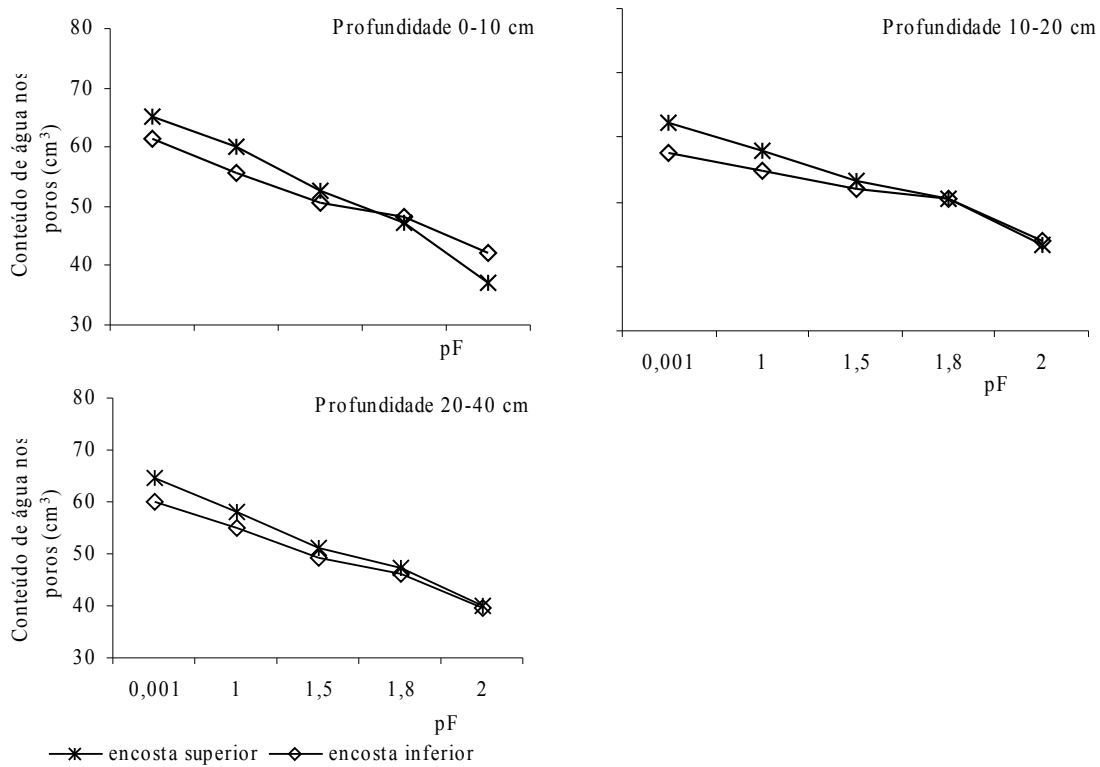 Profundidade 0-10 cm
80
70
60
50
40
30
Conteúdo de água nos
poros (cm³)
pF
Profundidade 10-20 cm
0,001 1 1,5 1,8 2
pF
Profundidade 20-40 cm
80
70
60
50
40
30
Conteúdo de água nos
poros (cm³)
0,001 1 1,5 1,8 2
pF
encosta superior encosta inferior